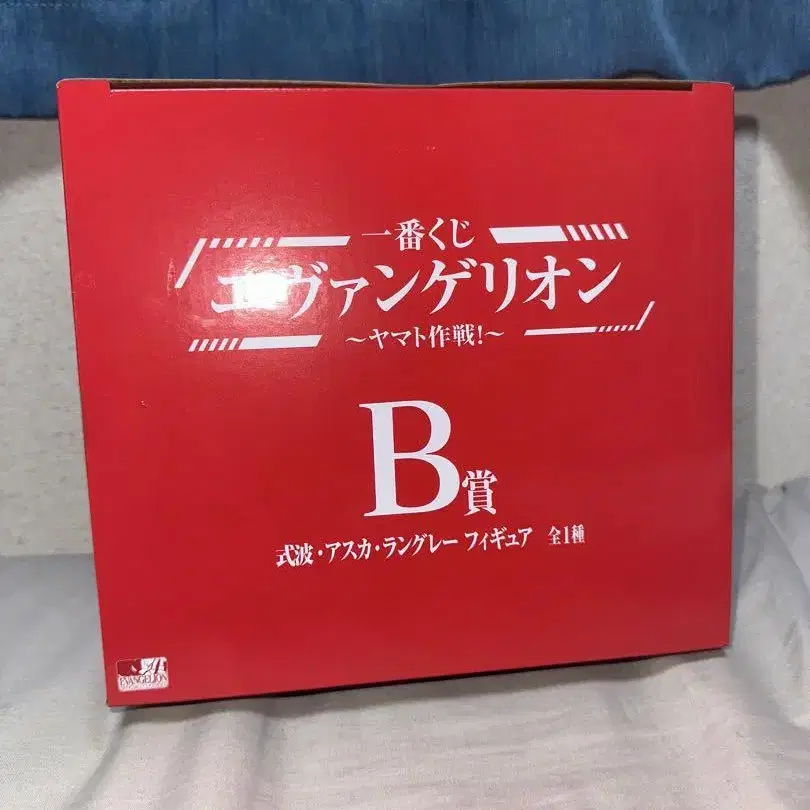 一番くじ
エヴァンゲリオン
～ヤマト作戦!～
B賞
式波・アスカ・ラングレー フィギュア 全1種
EVANGELION